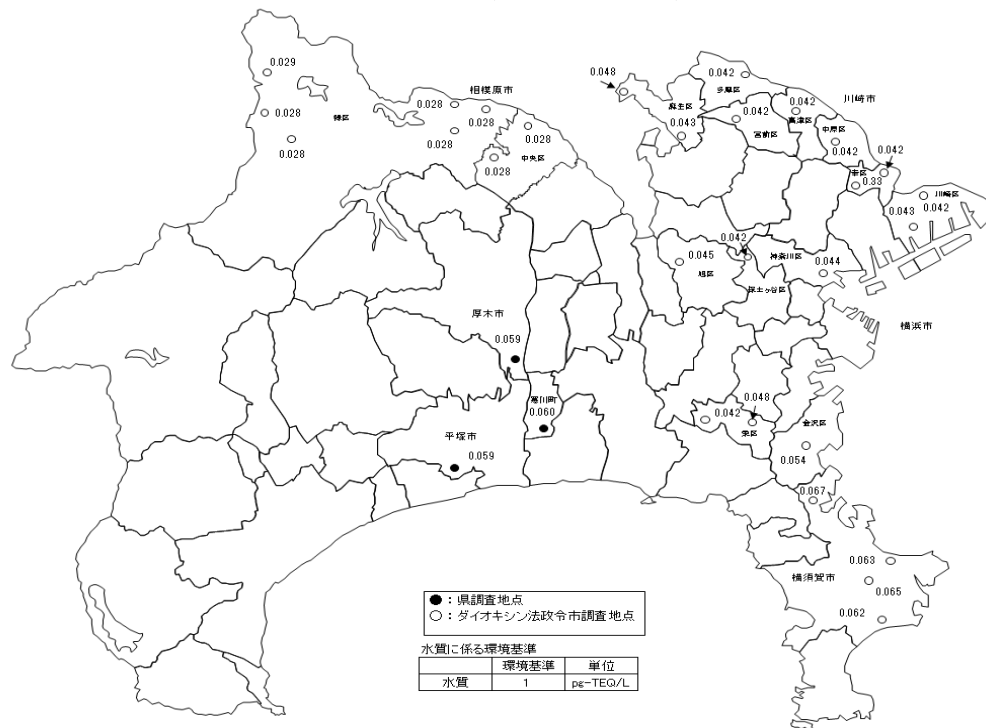 0.029
0.028
0.028
緑区
相模原市
0.028
0.028
0.028
0.028
中央区
0.028
0.048
麻生区
0.043
0.042
多摩区
0.042
宮前区
0.042
高津区
川崎市
中原区
0.042
0.042
幸区
0.33
川崎区
0.043
0.042
0.042
0.045
旭区
神奈川区
0.044
保土ヶ谷区
横浜市
厚木市
0.059
寒川町
0.060
平塚市
0.059
0.042
0.048
栄区
金沢区
0.054
0.067
0.063
横須賀市
0.065
0.062
●：県調査地点
○：ダイオキシン法政令市調査地点
水質に係る環境基準
環境基準 単位
水質 1 pg-TEQ/L